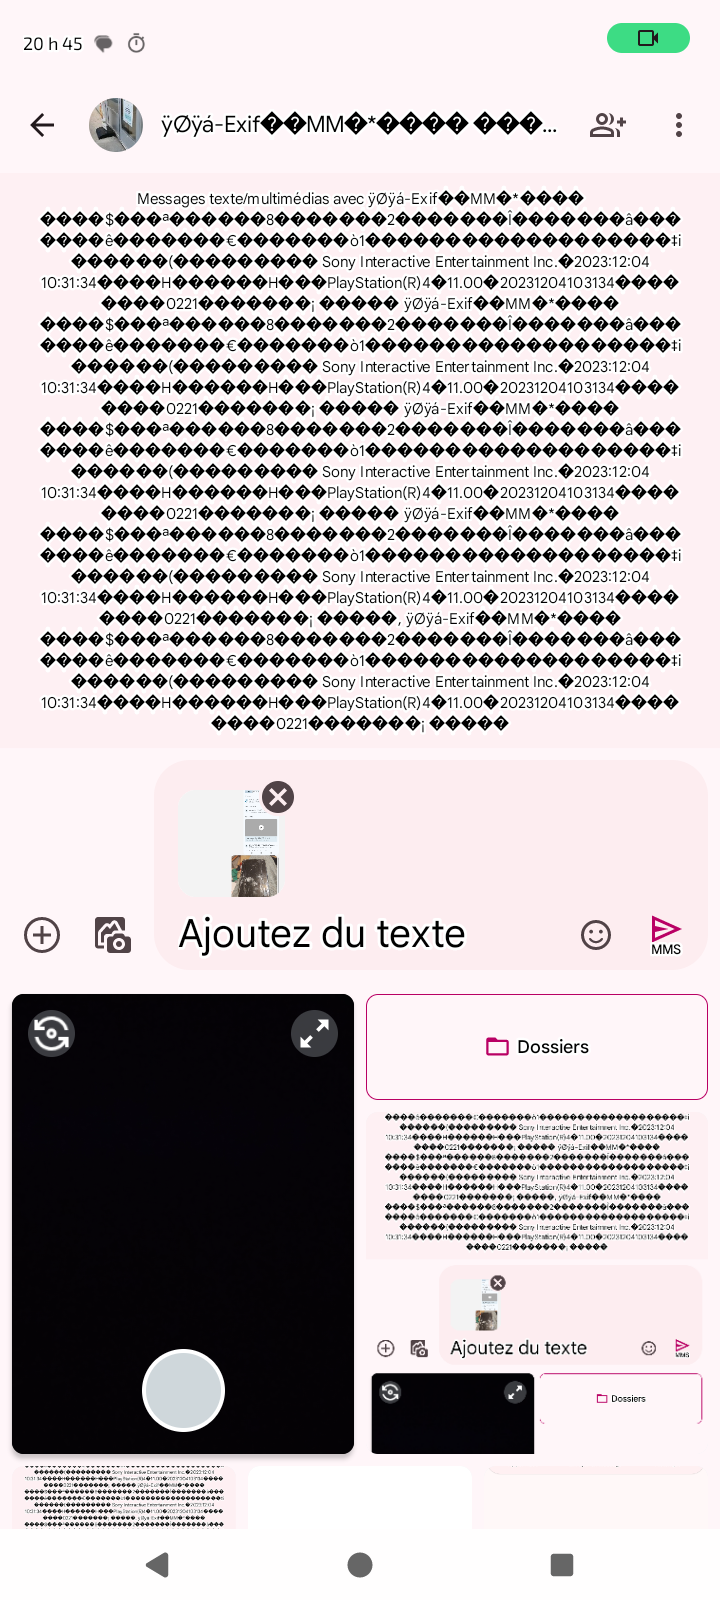 20 h 45
ÿØÿá-Exif��MM�*���� ���...
Messages texte/multimédias avec ÿØÿá-Exif��MM�*����
����$���ª������8�������2�������Î�������â���
����ê�������€�������ò1����������������������‡i
������(��������� Sony Interactive Entertainment Inc.�2023:12:04
10:31:34����H������H���PlayStation(R)4�11.00�20231204103134����
����0221�������¡ ����� ÿØÿá-Exif��MM�*����
����$���ª������8�������2�������Î�������â���
����ê�������€�������ò1����������������������‡i
������(��������� Sony Interactive Entertainment Inc.�2023:12:04
10:31:34����H������H���PlayStation(R)4�11.00�20231204103134����
����0221�������¡ ����� ÿØÿá-Exif��MM�*����
����$���ª������8�������2�������Î�������â���
����ê�������€�������ò1����������������������‡i
������(��������� Sony Interactive Entertainment Inc.�2023:12:04
10:31:34����H������H���PlayStation(R)4�11.00�20231204103134����
����0221�������¡ ����� ÿØÿá-Exif��MM�*����
����$���ª������8�������2�������Î�������â���
����ê�������€�������ò1����������������������‡i
������(��������� Sony Interactive Entertainment Inc.�2023:12:04
10:31:34����H������H���PlayStation(R)4�11.00�20231204103134����
����0221�������¡ �����, ÿØÿá-Exif��MM�*����
����$���ª������8�������2�������Î�������â���
����ê�������€�������ò1����������������������‡i
������(��������� Sony Interactive Entertainment Inc.�2023:12:04
10:31:34����H������H���PlayStation(R)4�11.00�20231204103134����
����0221�������¡ �����
Ajoutez du texte
MMS
Dossiers
Ajoutez du texte
MMS
Dossiers